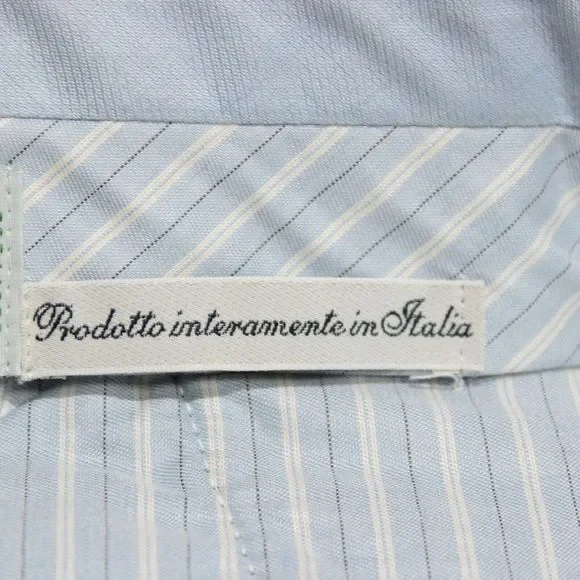 Prodotto interamente in Italia